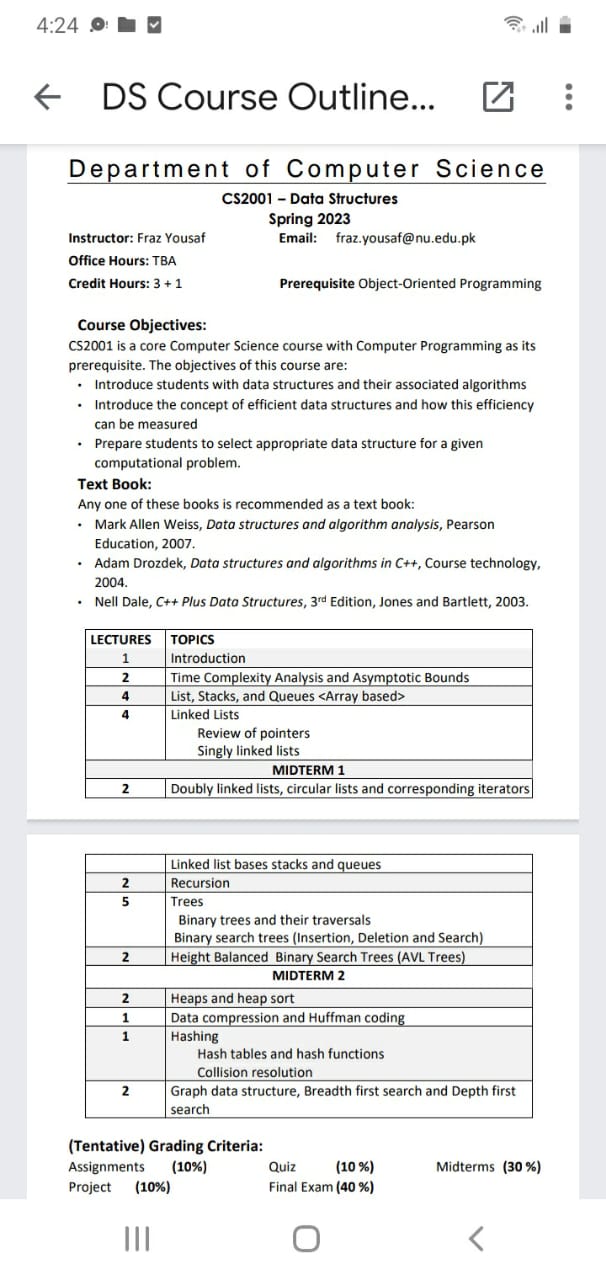 4:24
DS Course Outline...
Department of Computer Science
CS2001 – Data Structures
Spring 2023
Instructor: Fraz Yousaf Email: fraz.yousaf@nu.edu.pk
Office Hours: TBA
Credit Hours: 3 + 1 Prerequisite Object-Oriented Programming
Course Objectives:
CS2001 is a core Computer Science course with Computer Programming as its
prerequisite. The objectives of this course are:
• Introduce students with data structures and their associated algorithms
• Introduce the concept of efficient data structures and how this efficiency
can be measured
• Prepare students to select appropriate data structure for a given
computational problem.
Text Book:
Any one of these books is recommended as a text book:
• Mark Allen Weiss, Data structures and algorithm analysis, Pearson
Education, 2007.
• Adam Drozdek, Data structures and algorithms in C++, Course technology,
2004.
• Nell Dale, C++ Plus Data Structures, 3rd Edition, Jones and Bartlett, 2003.
LECTURES TOPICS
1 Introduction
2 Time Complexity Analysis and Asymptotic Bounds
4 List, Stacks, and Queues <Array based>
4 Linked Lists
Review of pointers
Singly linked lists
MIDTERM 1
2 Doubly linked lists, circular lists and corresponding iterators
Linked list bases stacks and queues
2 Recursion
5 Trees
Binary trees and their traversals
Binary search trees (Insertion, Deletion and Search)
2 Height Balanced Binary Search Trees (AVL Trees)
MIDTERM 2
2 Heaps and heap sort
1 Data compression and Huffman coding
1 Hashing
Hash tables and hash functions
Collision resolution
2 Graph data structure, Breadth first search and Depth first
search
(Tentative) Grading Criteria:
Assignments (10%) Quiz (10 %) Midterms (30 %)
Project (10%) Final Exam (40 %)